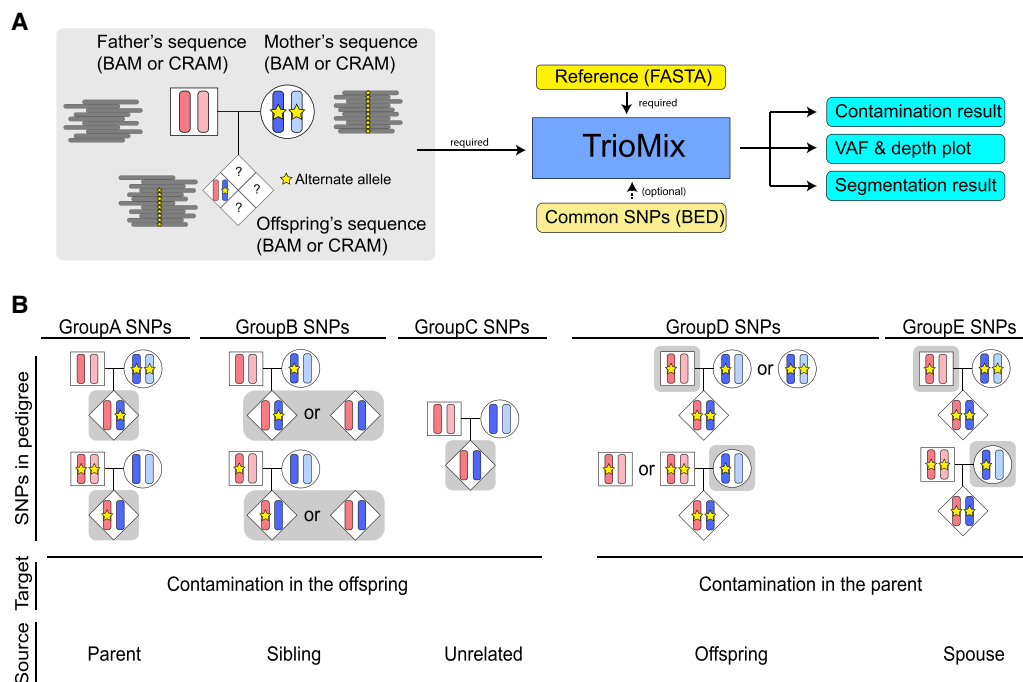 A
Father's sequence
(BAM or CRAM)
Mother's sequence
(BAM or CRAM)
?
?
?
Alternate allele
Offspring's sequence
(BAM or CRAM)
required
Reference (FASTA)
required
TrioMix
(optional)
Common SNPs (BED)
Contamination result
VAF & depth plot
Segmentation result
B
GroupA SNPs
GroupB SNPs
GroupC SNPs
GroupD SNPs
GroupE SNPs
SNPs in pedigree
or
or
or
or
Target
Contamination in the offspring
Contamination in the parent
Source
Parent
Sibling
Unrelated
Offspring
Spouse